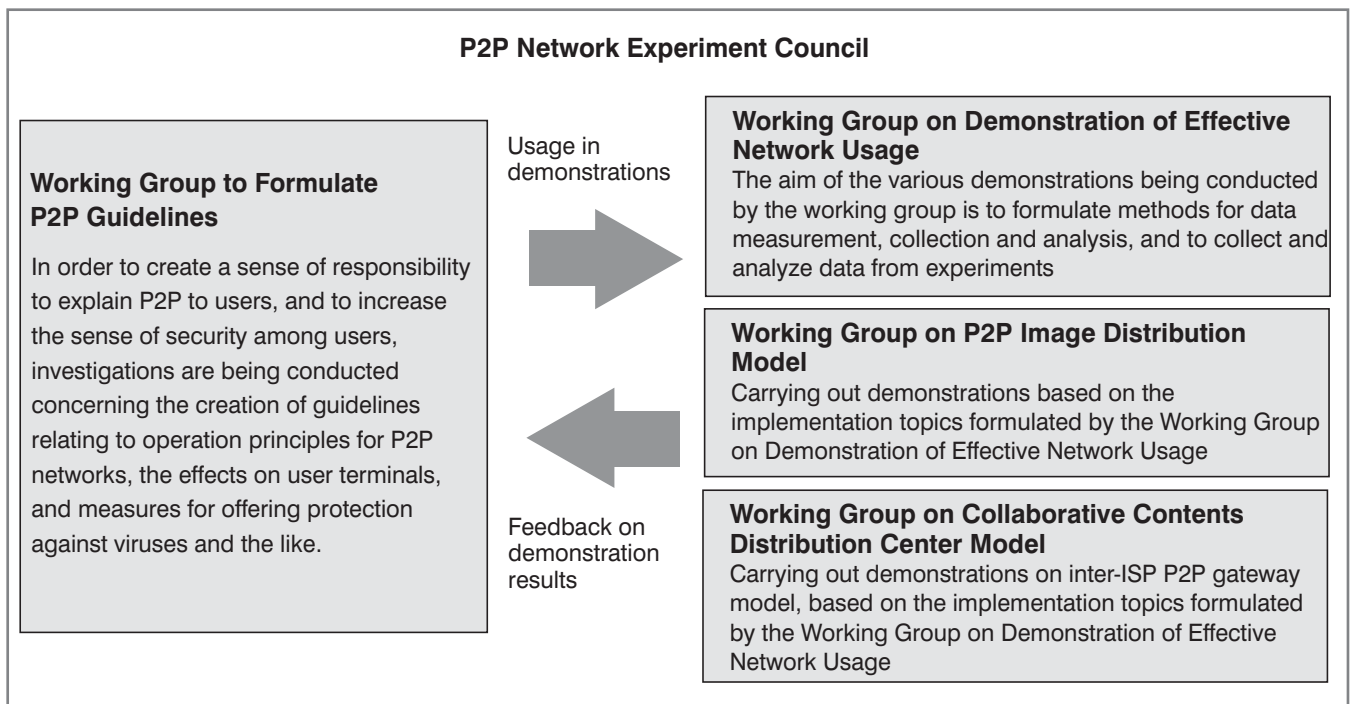 P2P Network Experiment Council
Working Group to Formulate
P2P Guidelines
In order to create a sense of responsibility
to explain P2P to users, and to increase
the sense of security among users,
investigations are being conducted
concerning the creation of guidelines
relating to operation principles for P2P
networks, the effects on user terminals,
and measures for offering protection
against viruses and the like.
Usage in
demonstrations
Feedback on
demonstration
results
Working Group on Demonstration of Effective
Network Usage
The aim of the various demonstrations being conducted
by the working group is to formulate methods for data
measurement, collection and analysis, and to collect and
analyze data from experiments
Working Group on P2P Image Distribution
Model
Carrying out demonstrations based on the
implementation topics formulated by the Working Group
on Demonstration of Effective Network Usage
Working Group on Collaborative Contents
Distribution Center Model
Carrying out demonstrations on inter-ISP P2P gateway
model, based on the implementation topics formulated
by the Working Group on Demonstration of Effective
Network Usage